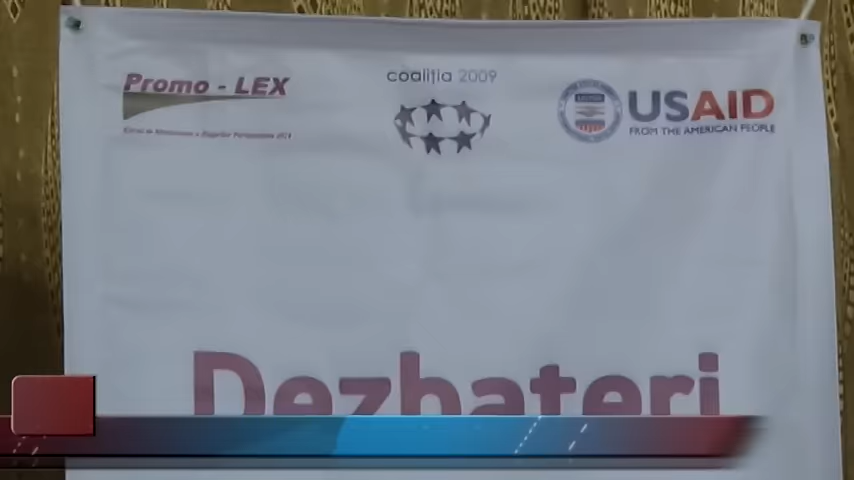 Promo - LEX
coaliția 2009
USAID
FROM THE AMERICAN PEOPLE
Dezbateri